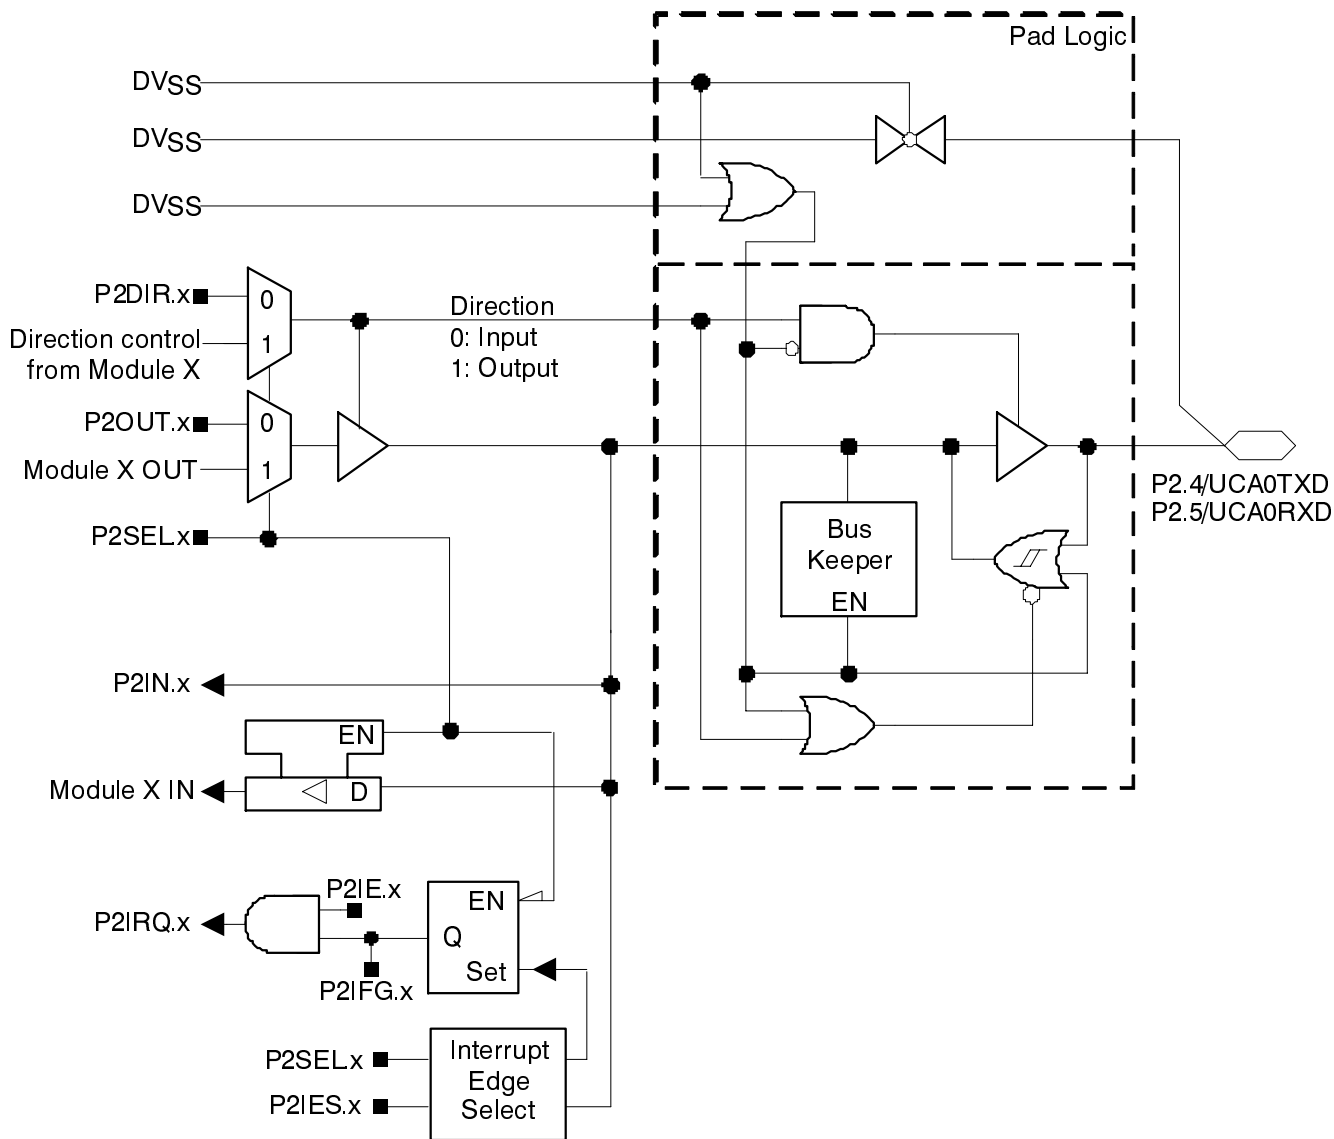 Pad Logic
DVSS
DVSS
DVSS
P2DIR.x
0
Direction control
from Module X
1
Direction
0: Input
1: Output
P2OUT.x
0
Module X OUT
1
P2SEL.x
P2.4/UCA0TXD
P2.5/UCA0RXD
Bus
Keeper
EN
P2IN.x
EN
Module X IN
D
P2IE.x
EN
P2IRQ.x
Q
Set
P2IFG.x
P2SEL.x
P2IES.x
Interrupt
Edge
Select